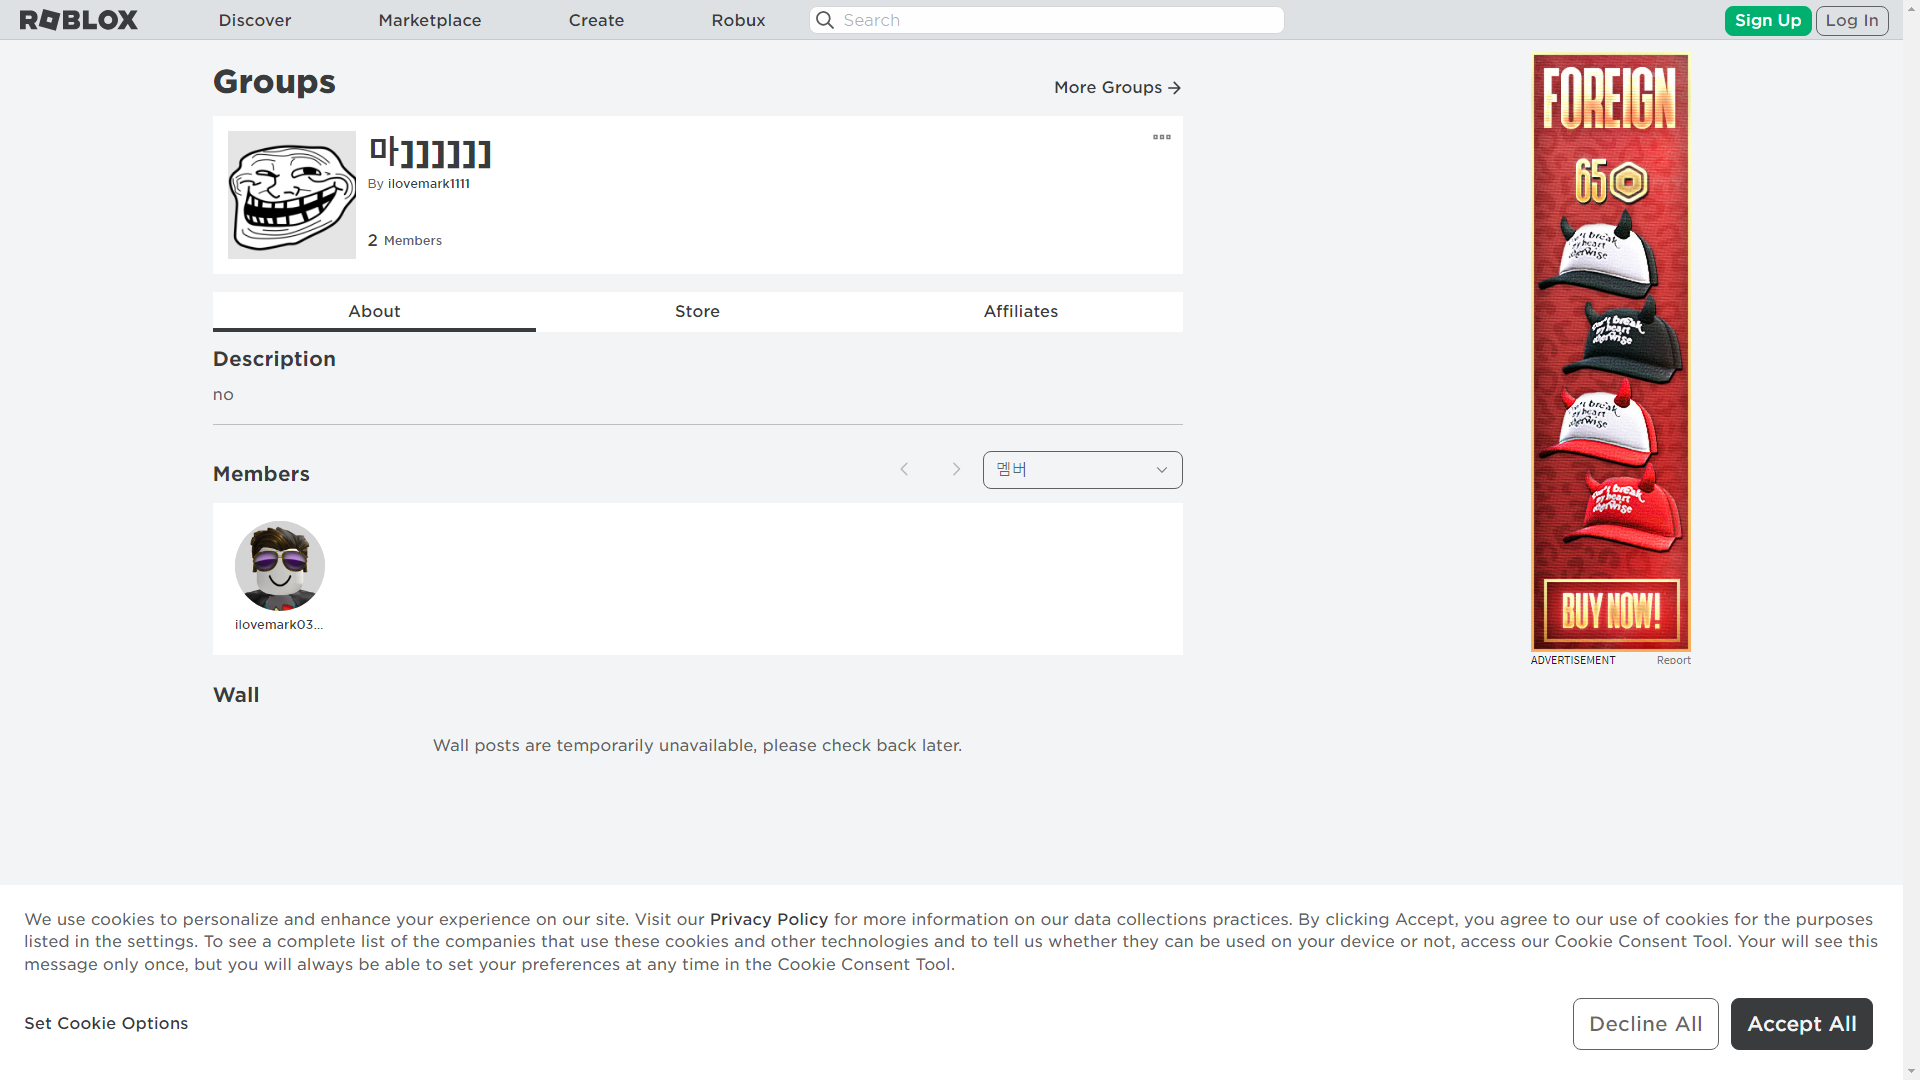 ROBLOX
Discover
Marketplace
Create
Robux
Search
Sign Up
Log In
Groups
More Groups
마]]]]]]
By ilovemark1111
2 Members
About
Store
Affiliates
Description
no
Members
멤버
ilovemark03...
Wall
Wall posts are temporarily unavailable, please check back later.
FOREIGN
65
BUY NOW!
ADVERTISEMENT
Report
We use cookies to personalize and enhance your experience on our site. Visit our Privacy Policy for more information on our data collections practices. By clicking Accept, you agree to our use of cookies for the purposes
listed in the settings. To see a complete list of the companies that use these cookies and other technologies and to tell us whether they can be used on your device or not, access our Cookie Consent Tool. Your will see this
message only once, but you will always be able to set your preferences at any time in the Cookie Consent Tool.
Set Cookie Options
Decline All
Accept All